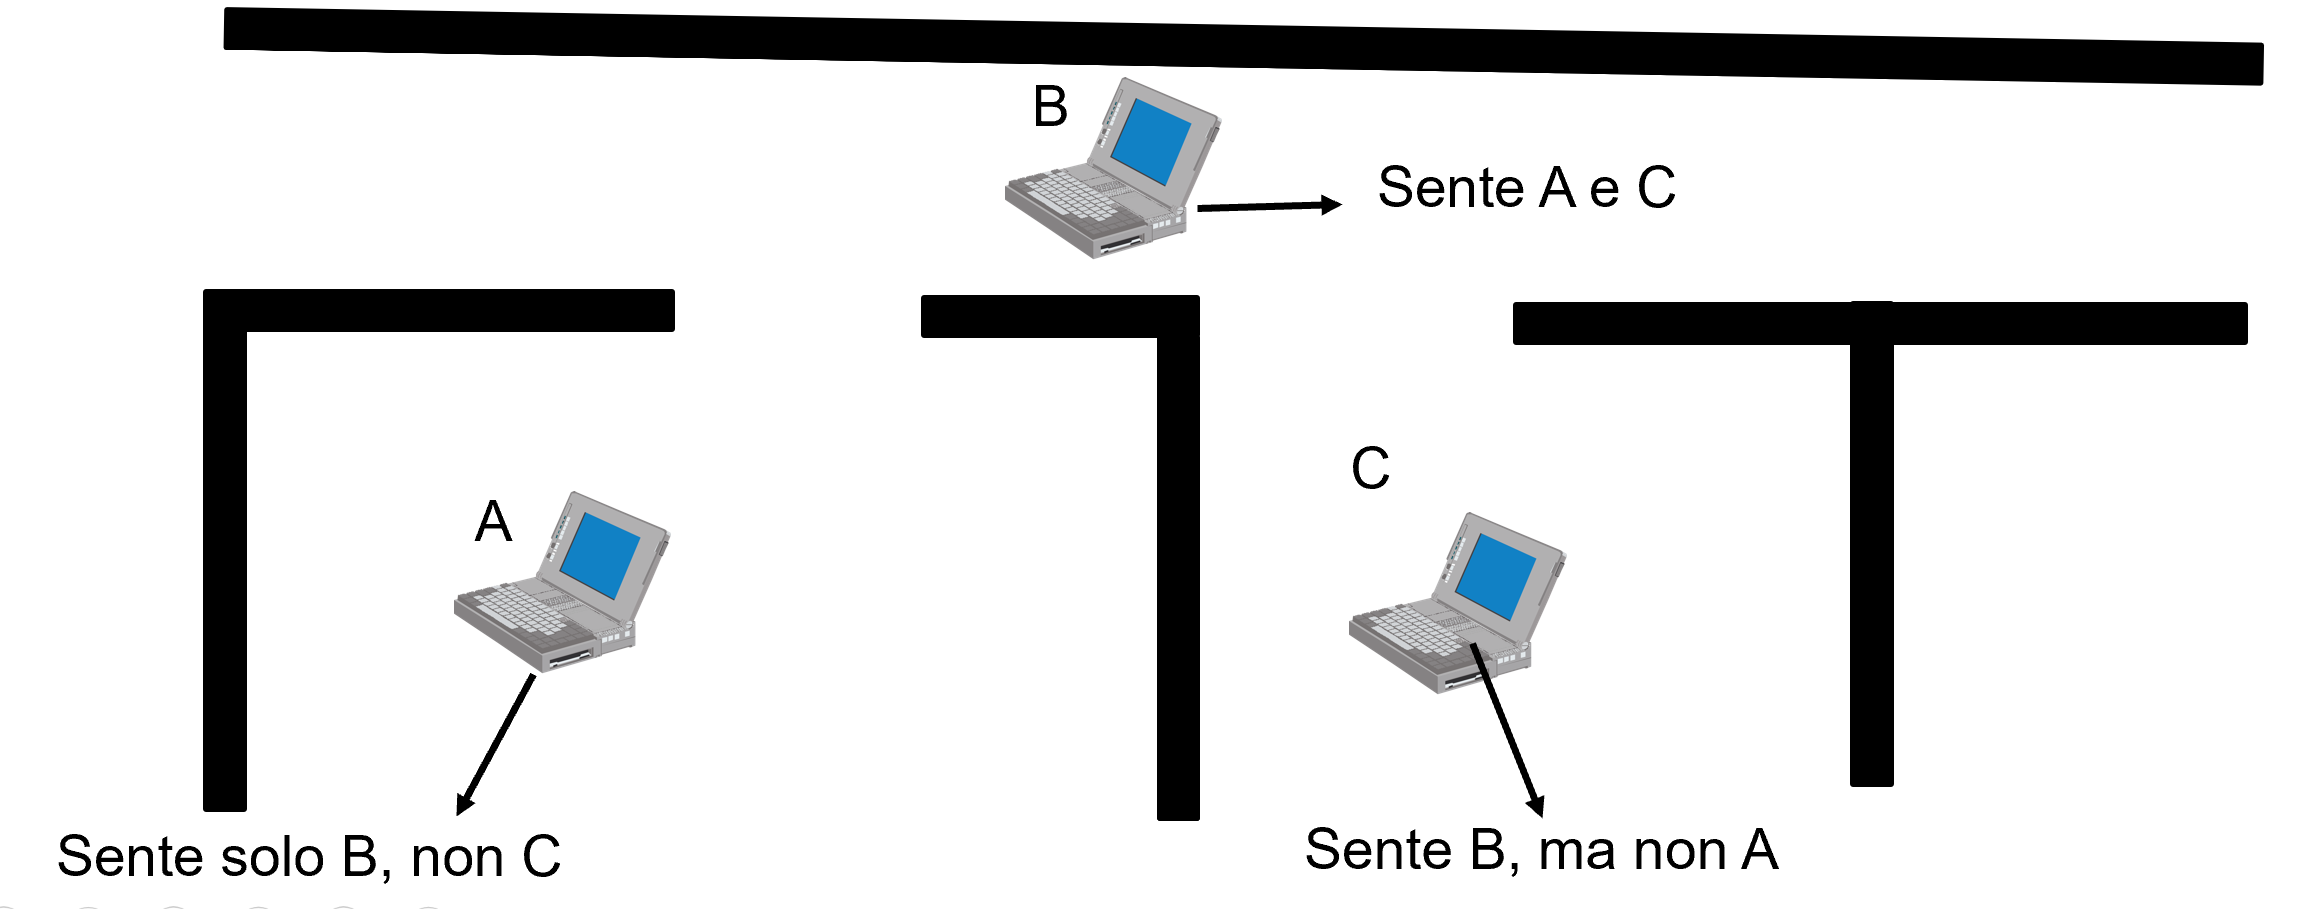 B
Sente A e C
C
A
Sente B, ma non A
Sente solo B, non C